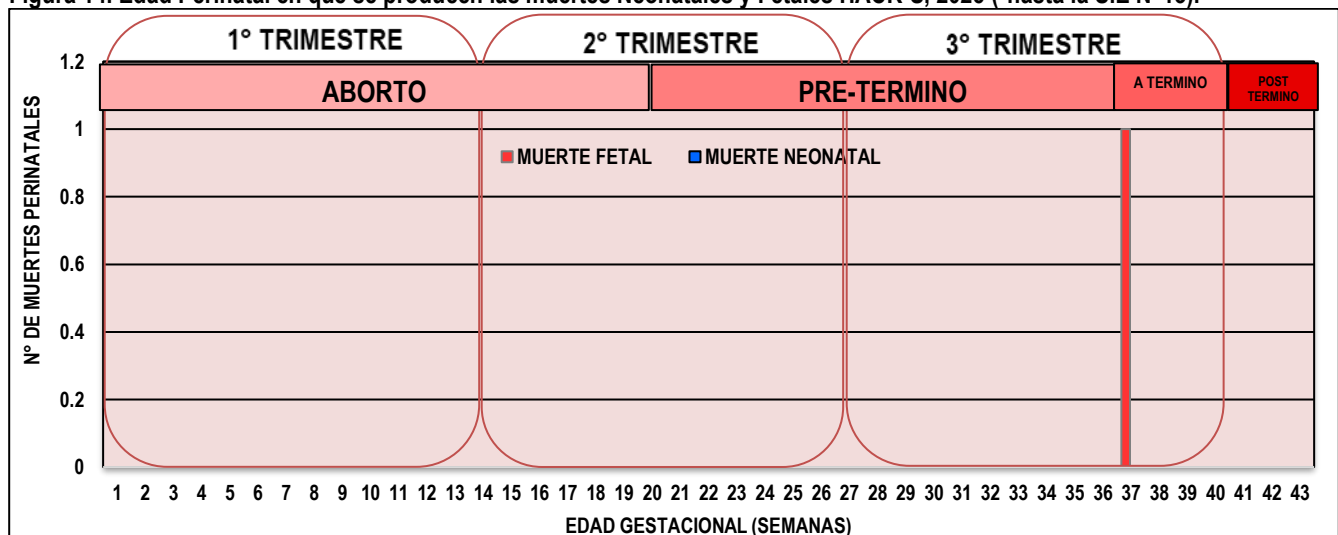 1° TRIMESTRE 2° TRIMESTRE 3° TRIMESTRE
1.2
ABORTO PRE-TERMINO A TERMINO POST TERMINO
N° DE MUERTES PERINATALES
1
MUERTE FETAL MUERTE NEONATAL
0.8
0.6
0.4
0.2
0
1 2 3 4 5 6 7 8 9 10 11 12 13 14 15 16 17 18 19 20 21 22 23 24 25 26 27 28 29 30 31 32 33 34 35 36 37 38 39 40 41 42 43
EDAD GESTACIONAL (SEMANAS)